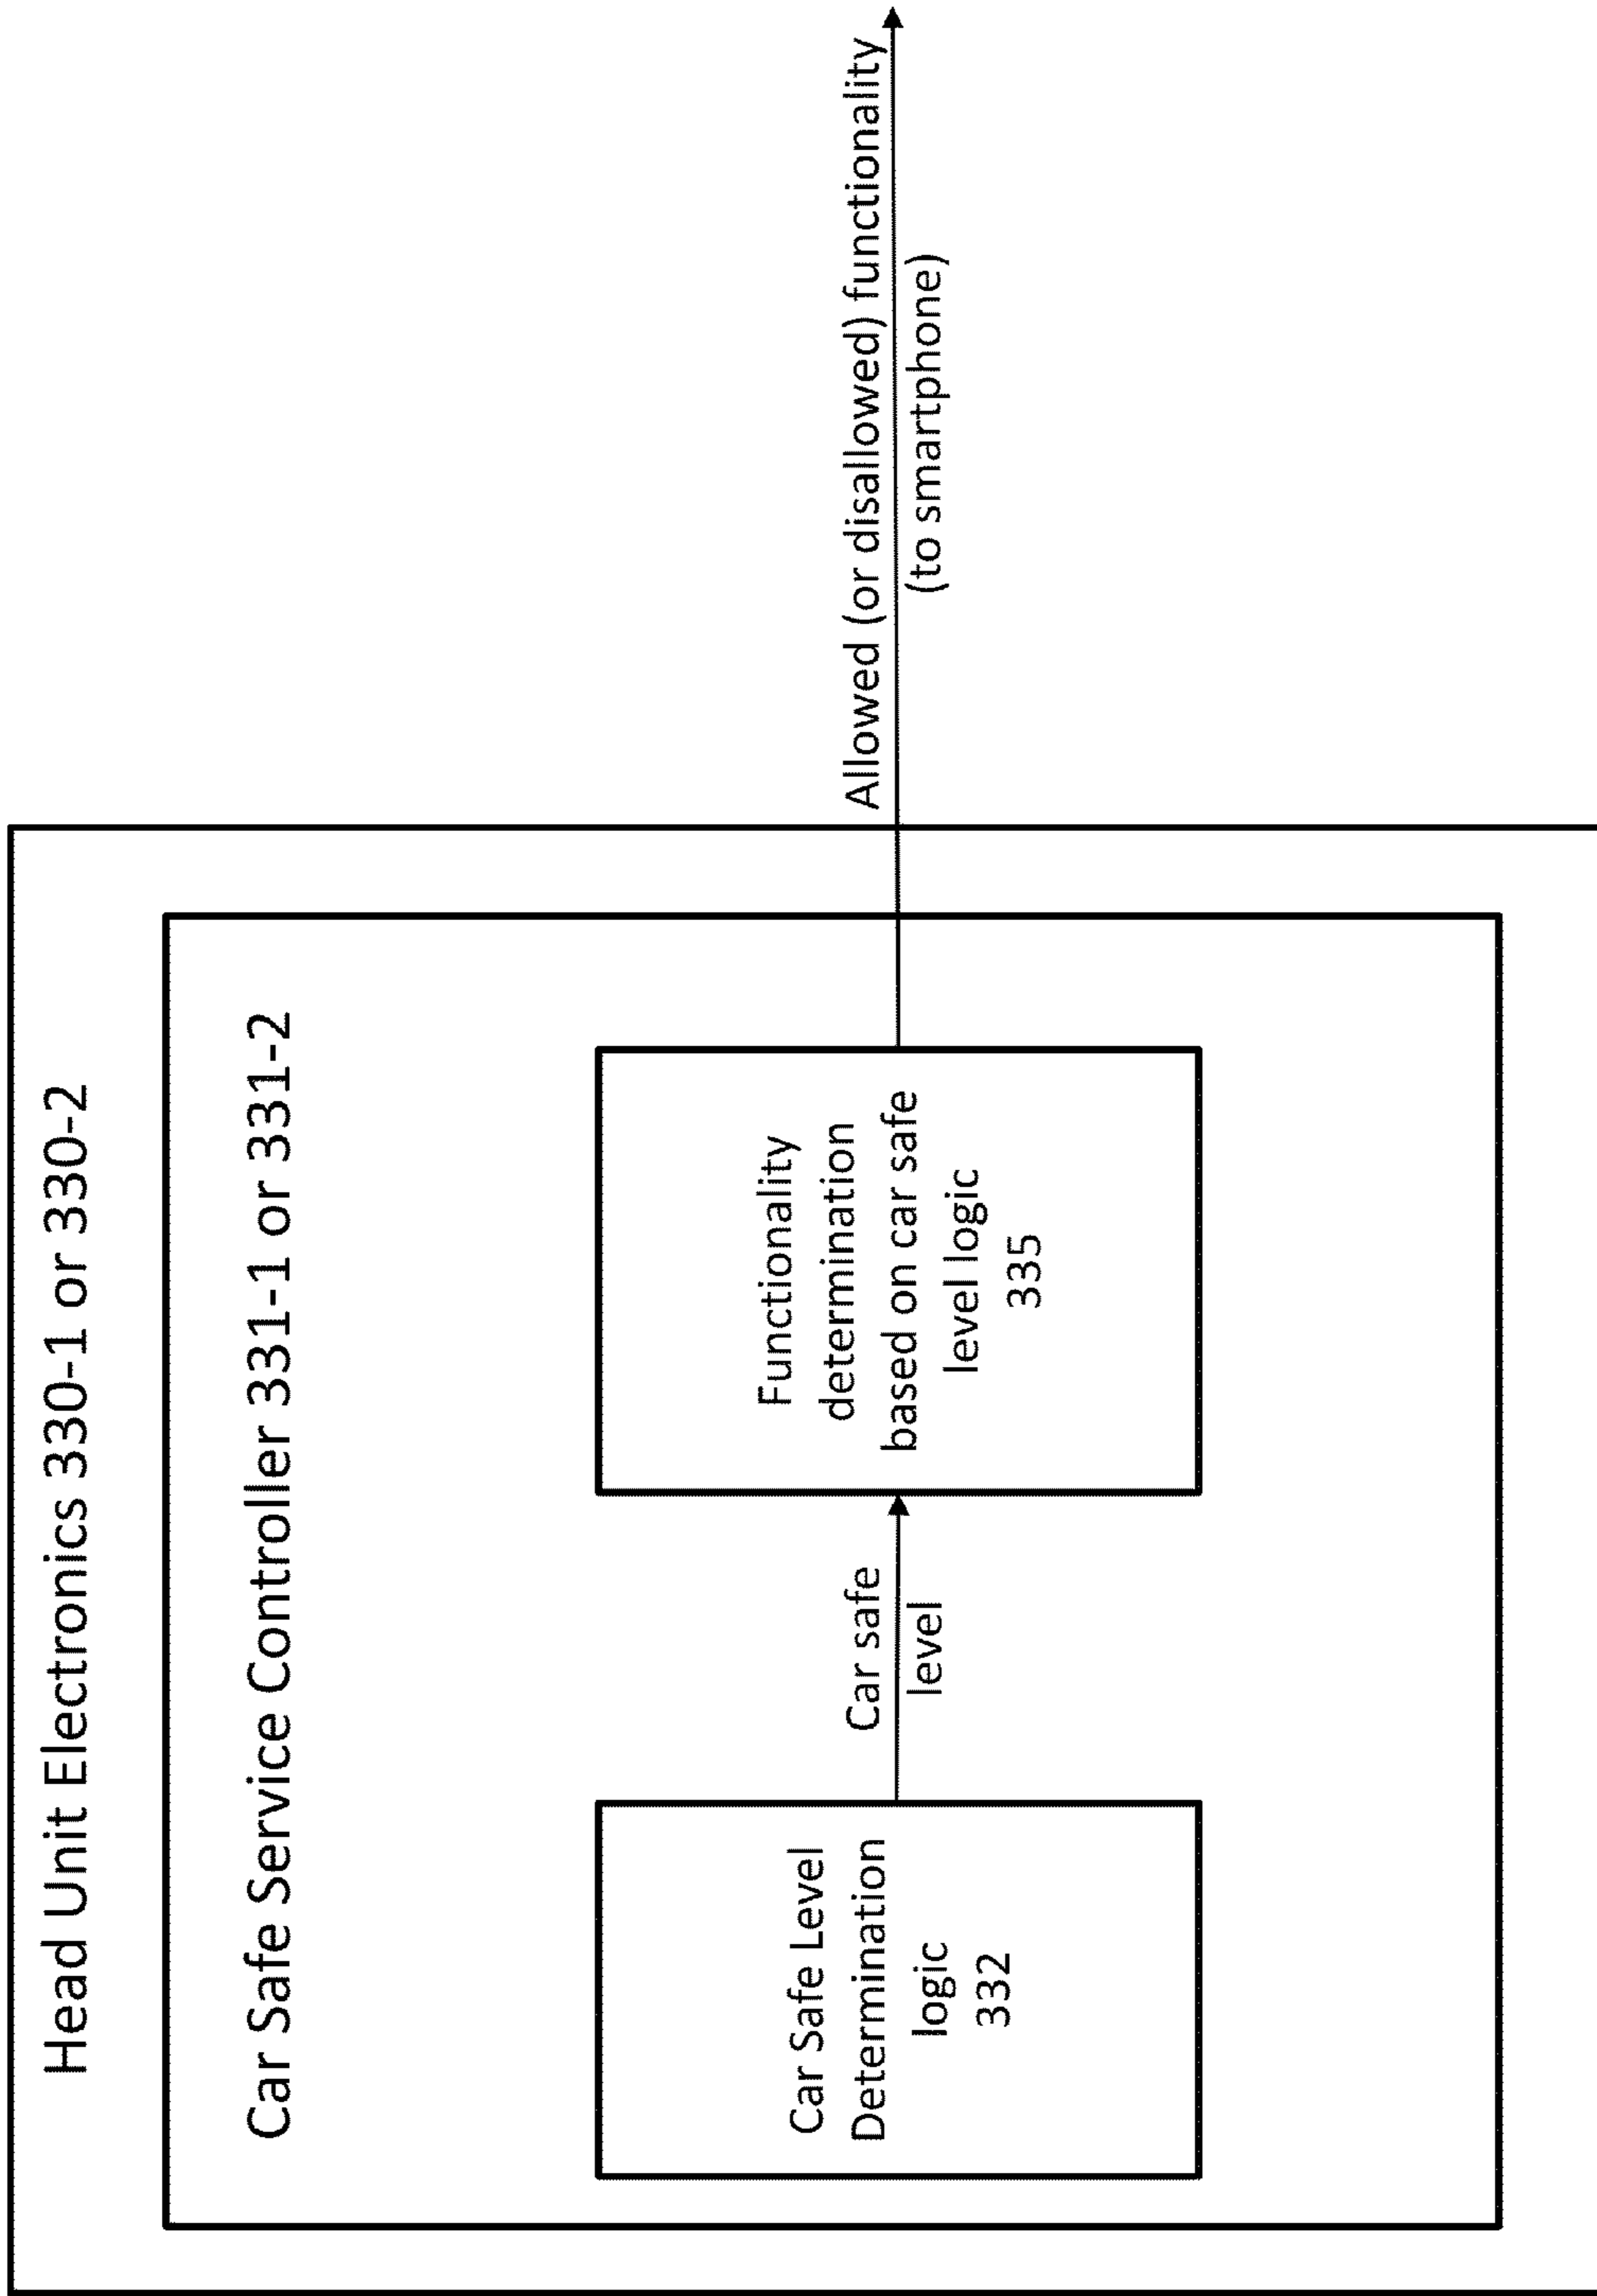 Head Unit Electronics 330-1 or 330-2
Car Safe Service Controller 331-1 or 331-2
Car Safe Level
Determination
logic
332
Car safe
level
Functionality
determination
based on car safe
level logic
335
Allowed (or disallowed) functionality
(to smartphone)